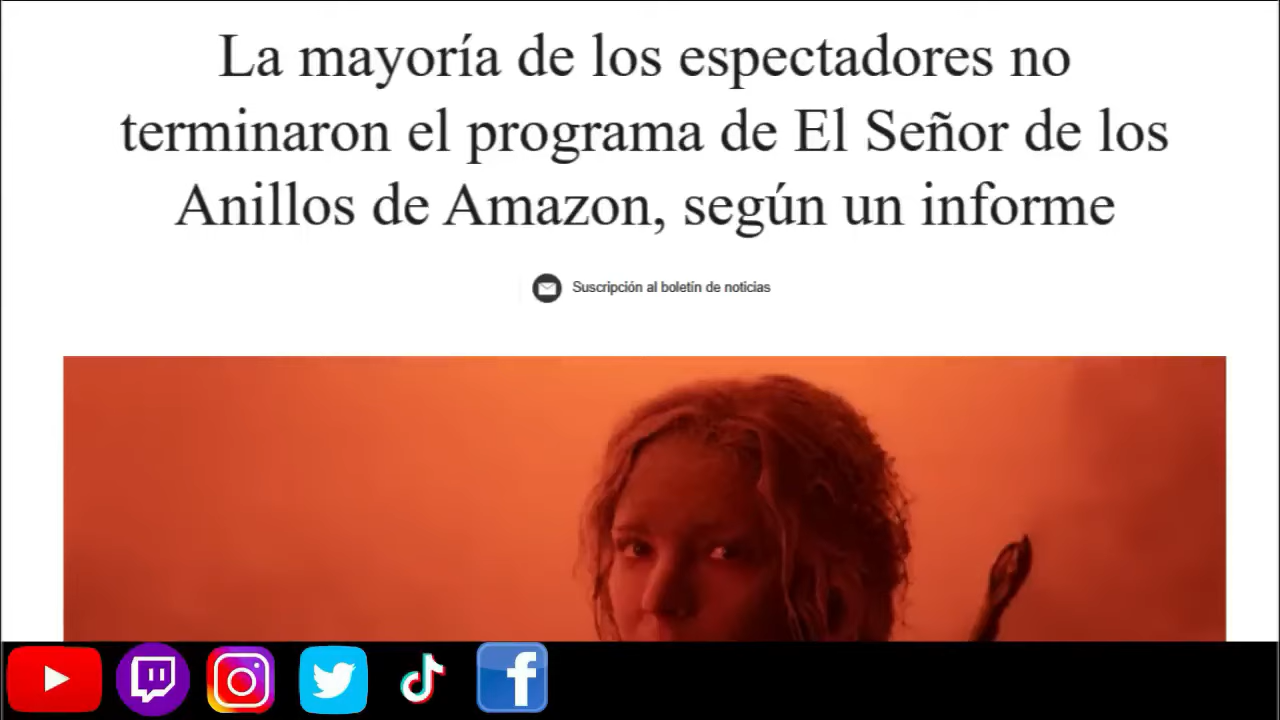 La mayoría de los espectadores no
terminaron el programa de El Señor de los
Anillos de Amazon, según un informe
Suscripción al boletín de noticias